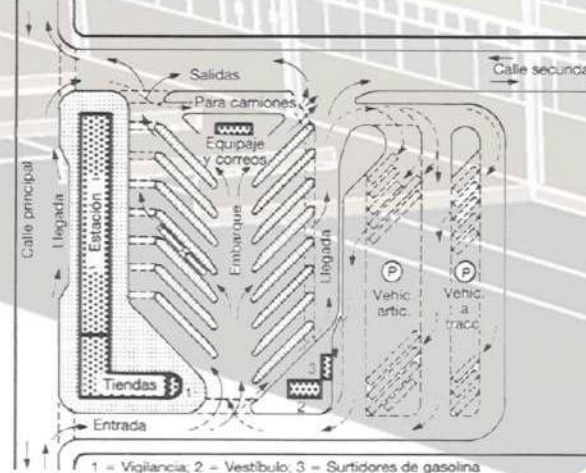 Salidas
Calle secunda
Para camiones
Equipaje
y correos
Calle principal
Llegada
Estación
Embarque
Llegada
P
P
Vehic.
artic.
Vehic.
a
tracc.
3
Tiendas
1
2
Entrada
1 = Vigilancia; 2 = Vestíbulo; 3 = Surtidores de gasolina